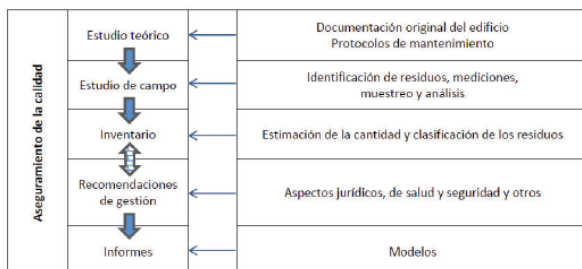 Aseguramiento de la calidad
Estudio teórico
Documentación original del edificio
Protocolos de mantenimiento
Estudio de campo
Identificación de residuos, mediciones,
muestreo y análisis
Inventario
Estimación de la cantidad y clasificación de los residuos
Recomendaciones
de gestión
Aspectos jurídicos, de salud y seguridad y otros
Informes
Modelos